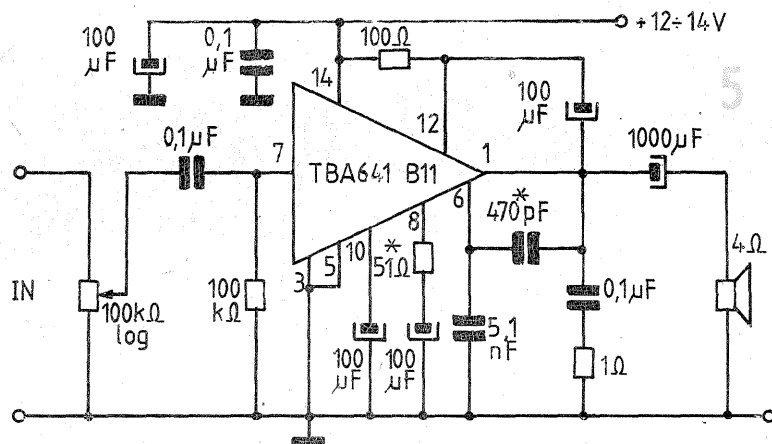 100
µF
0,1
µF
100Ω
+12÷14V
14
12
100
µF
5
1000µF
0,1µF
7
TBA641 B11
1
6
470*pF
8
10
*
51Ω
5
3
4Ω
IN
100kΩ
log
100
kΩ
0,1µF
5,1
nF
100
µF
100
µF
1Ω